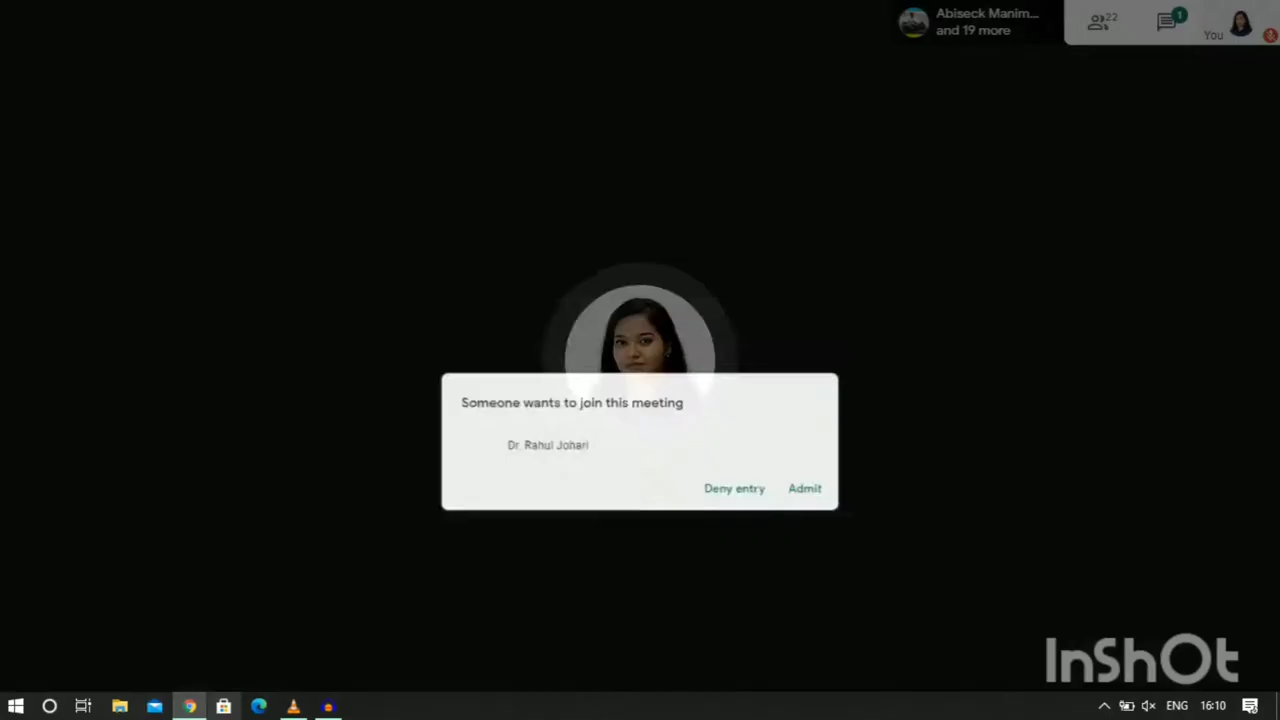 Abiseck Manim...
and 19 more
22
1
You
Someone wants to join this meeting
Dr. Rahul Johari
Deny entry
Admit
InShOt
ENG
16:10